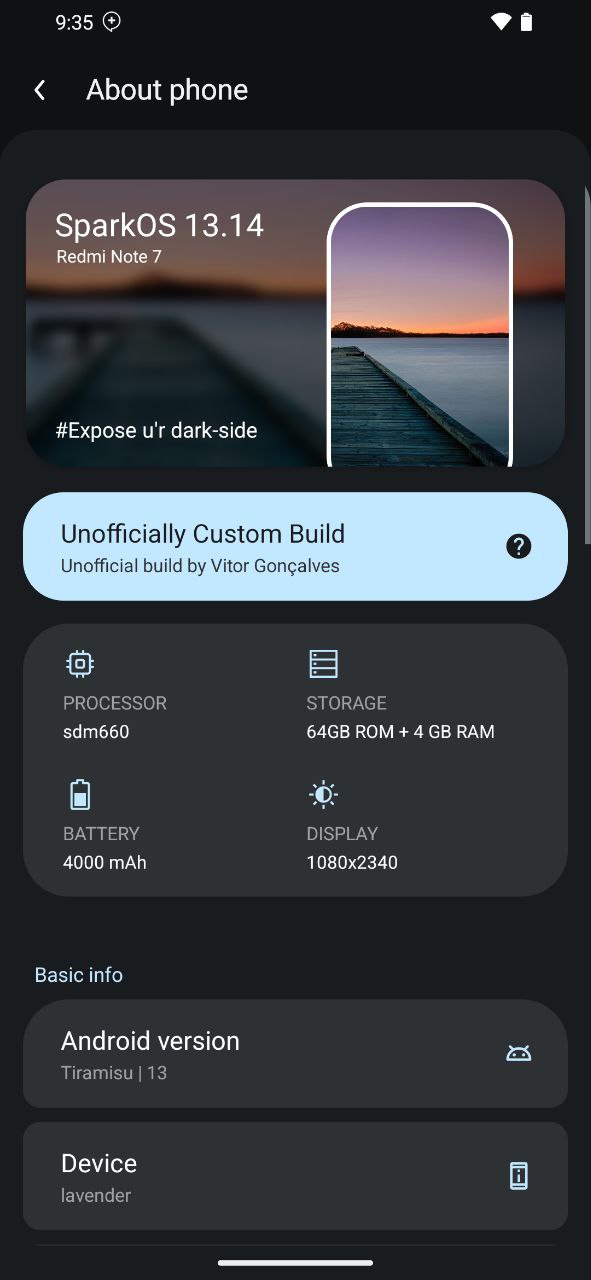 9:35
About phone
SparkOS 13.14
Redmi Note 7
#Expose u'r dark-side
Unofficially Custom Build
Unofficial build by Vitor Gonçalves
PROCESSOR
sdm660
STORAGE
64GB ROM + 4 GB RAM
BATTERY
4000 mAh
DISPLAY
1080x2340
Basic info
Android version
Tiramisu | 13
Device
lavender